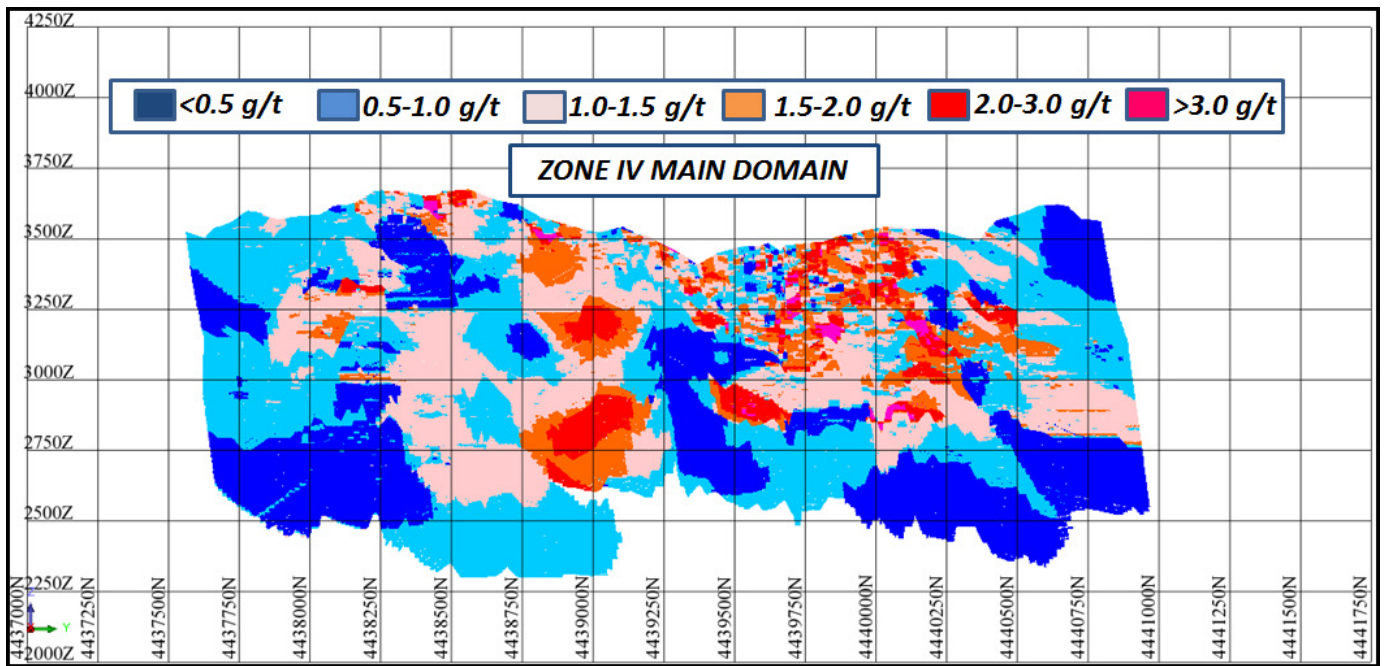 4250Z
4000Z
<0.5 g/t 0.5-1.0 g/t 1.0-1.5 g/t 1.5-2.0 g/t 2.0-3.0 g/t >3.0 g/t
3750Z
ZONE IV MAIN DOMAIN
3500Z
3250Z
3000Z
2750Z
2500Z
2250Z
2000Z
4437000N
4437250N
4437500N
4437750N
4438000N
4438250N
4438500N
4438750N
4439000N
4439250N
4439500N
4439750N
4440000N
4440250N
4440500N
4440750N
4441000N
4441250N
4441500N
4441750N
Z
Y